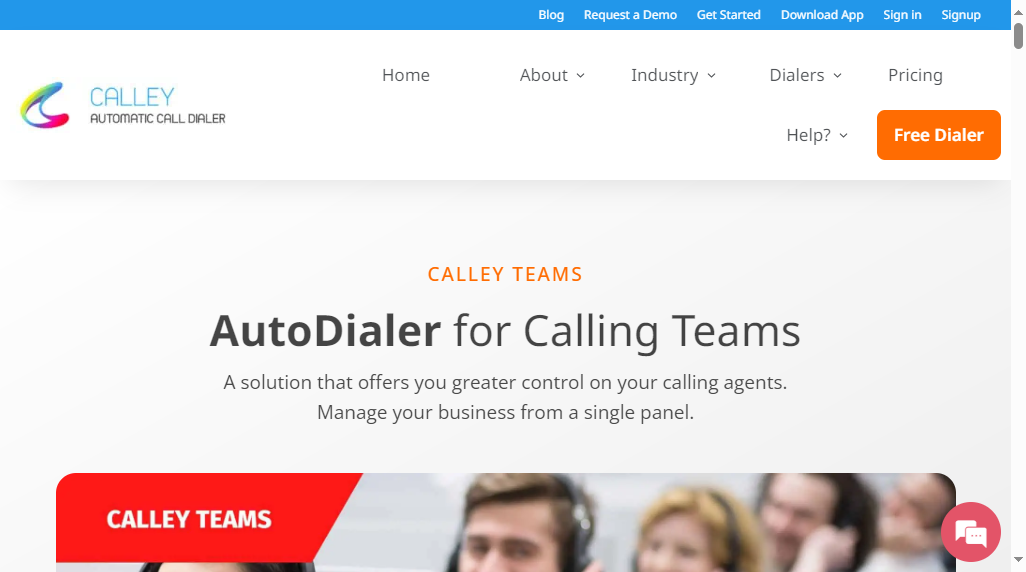 Blog Request a Demo Get Started Download App Sign in Signup
CALLEY
AUTOMATIC CALL DIALER
Home About Industry Dialers Pricing
Help? Free Dialer
CALLEY TEAMS
AutoDialer for Calling Teams
A solution that offers you greater control on your calling agents.
Manage your business from a single panel.
CALLEY TEAMS